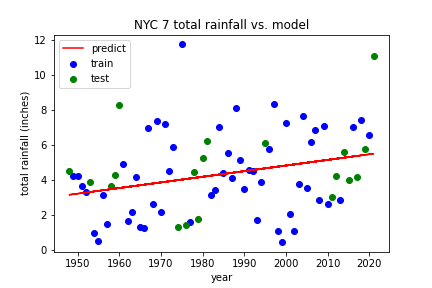 NYC 7 total rainfall vs. model
predict
train
test
total rainfall (inches)
12
10
8
6
4
2
0
1950 1960 1970 1980 1990 2000 2010 2020
year